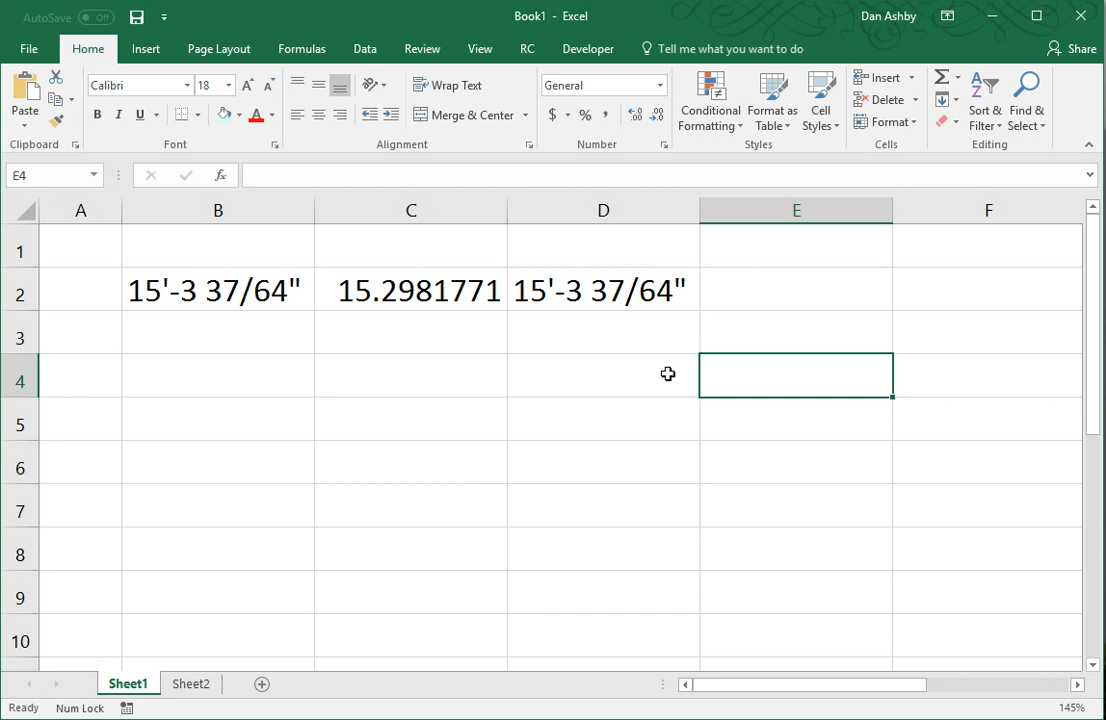 AutoSave Off
Book1 - Excel
Dan Ashby
File Home Insert Page Layout Formulas Data Review View RC Developer Tell me what you want to do Share
Paste
Calibri 18 A A
Wrap Text
General
Conditional Formatting
Format as Table
Cell Styles
Insert
Delete
Format
Sort & Filter
Find & Select
B I U A
Merge & Center
$ % ,
Clipboard Font Alignment Number Styles Cells Editing
E4 fx
A B C D E F
1
2 15'-3 37/64" 15.2981771 15'-3 37/64"
3
4
5
6
7
8
9
10
Sheet1 Sheet2
Ready Num Lock 145%